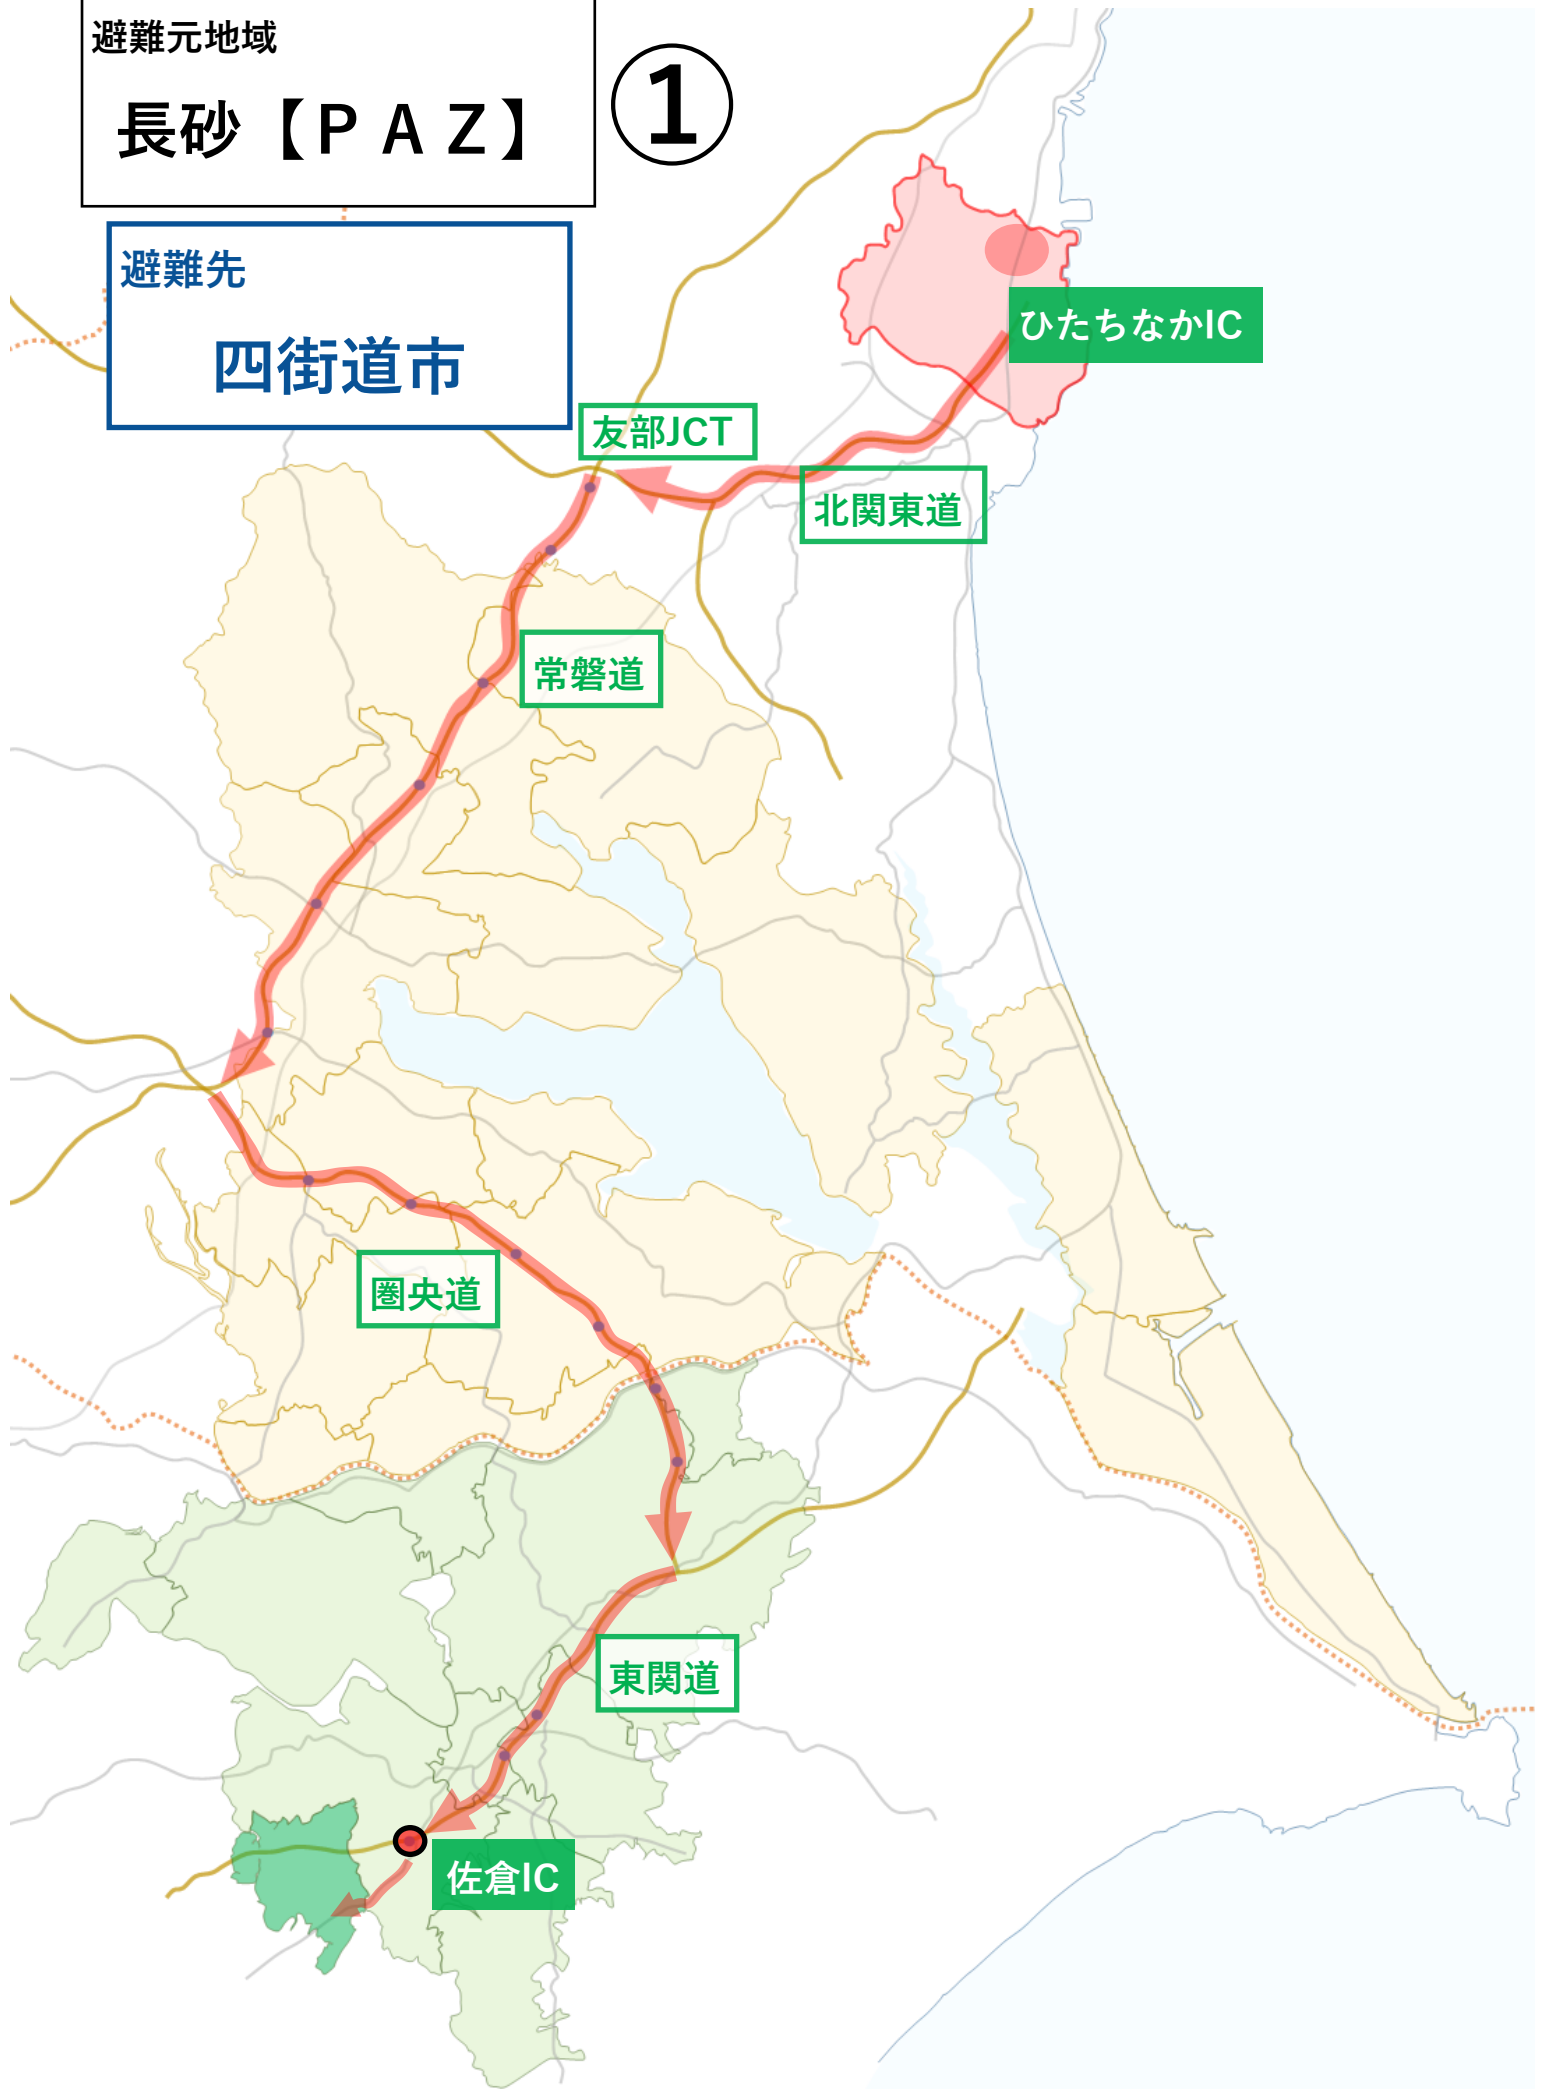 避難元地域
長砂【ＰＡＺ】
①
避難先
四街道市
ひたちなかIC
友部JCT
北関東道
常磐道
圏央道
東関道
佐倉IC